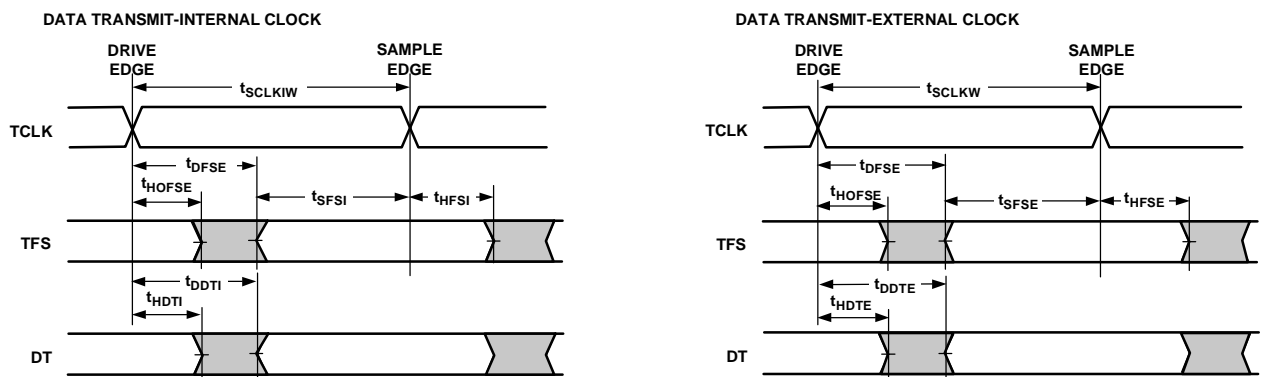 DATA TRANSMIT-INTERNAL CLOCK
DRIVE
EDGE
SAMPLE
EDGE
tSCLKIW
TCLK
tDFSE
tHOFSE
tSFSI
tHFSI
TFS
tDDTI
tHDTI
DT
DATA TRANSMIT-EXTERNAL CLOCK
DRIVE
EDGE
SAMPLE
EDGE
tSCLKW
TCLK
tDFSE
tHOFSE
tSFSE
tHFSE
TFS
tDDTE
tHDTE
DT